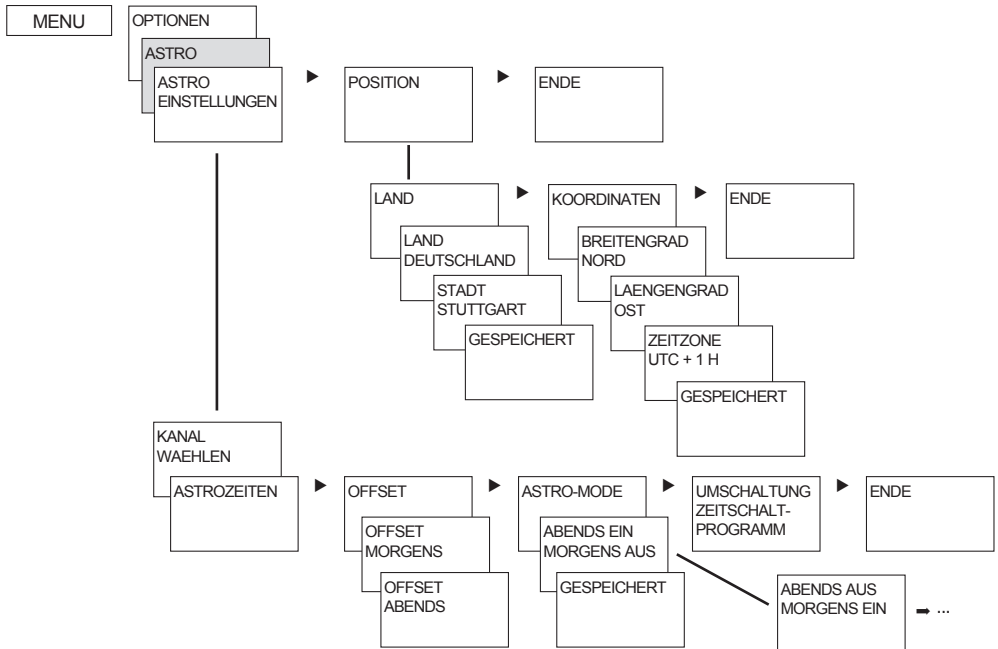 MENU
OPTIONEN
ASTRO
ASTRO
EINSTELLUNGEN
POSITION
ENDE
LAND
LAND
DEUTSCHLAND
STADT
STUTTGART
GESPEICHERT
KOORDINATEN
BREITENGRAD
NORD
LAENGENGRAD
OST
ZEITZONE
UTC + 1 H
GESPEICHERT
ENDE
KANAL
WAEHLEN
ASTROZEITEN
OFFSET
OFFSET
MORGENS
OFFSET
ABENDS
ASTRO-MODE
ABENDS EIN
MORGENS AUS
GESPEICHERT
UMSCHALTUNG
ZEITSCHALT-
PROGRAMM
ENDE
ABENDS AUS
MORGENS EIN
➡ ...